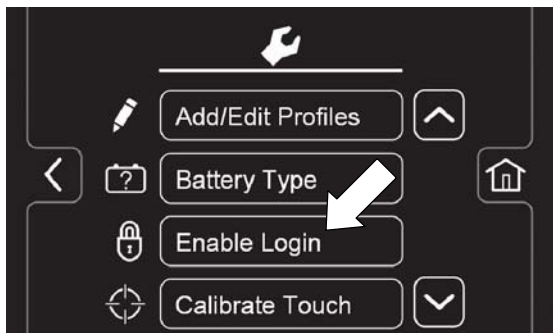 Add/Edit Profiles
Battery Type
Enable Login
Calibrate Touch